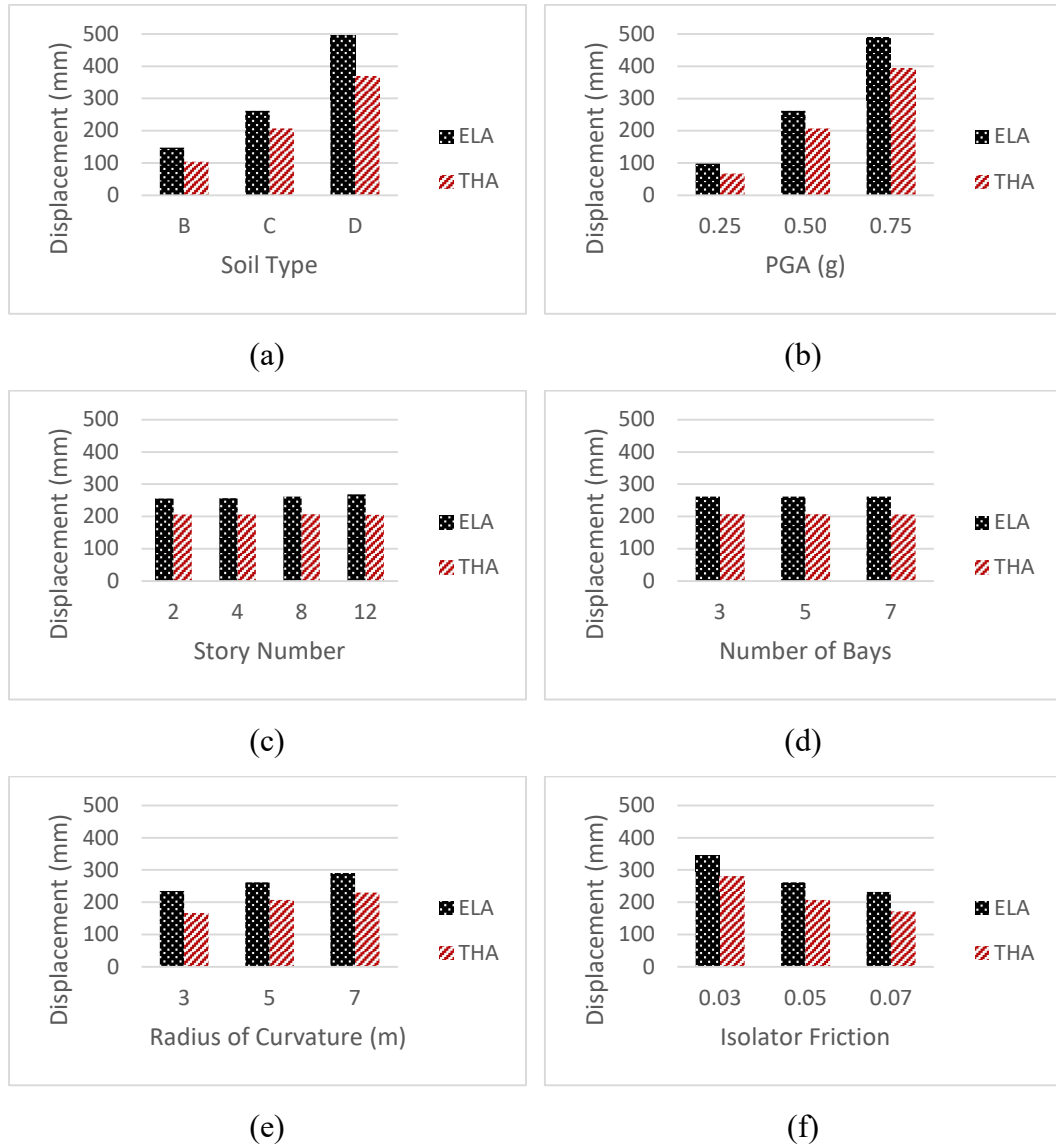 Displacement (mm)
500
400
300
200
100
0
B C D
Soil Type
ELA
THA
(a)
Displacement (mm)
500
400
300
200
100
0
0.25 0.50 0.75
PGA (g)
ELA
THA
(b)
Displacement (mm)
500
400
300
200
100
0
2 4 8 12
Story Number
ELA
THA
(c)
Displacement (mm)
500
400
300
200
100
0
3 5 7
Number of Bays
ELA
THA
(d)
Displacement (mm)
500
400
300
200
100
0
3 5 7
Radius of Curvature (m)
ELA
THA
(e)
Displacement (mm)
500
400
300
200
100
0
0.03 0.05 0.07
Isolator Friction
ELA
THA
(f)